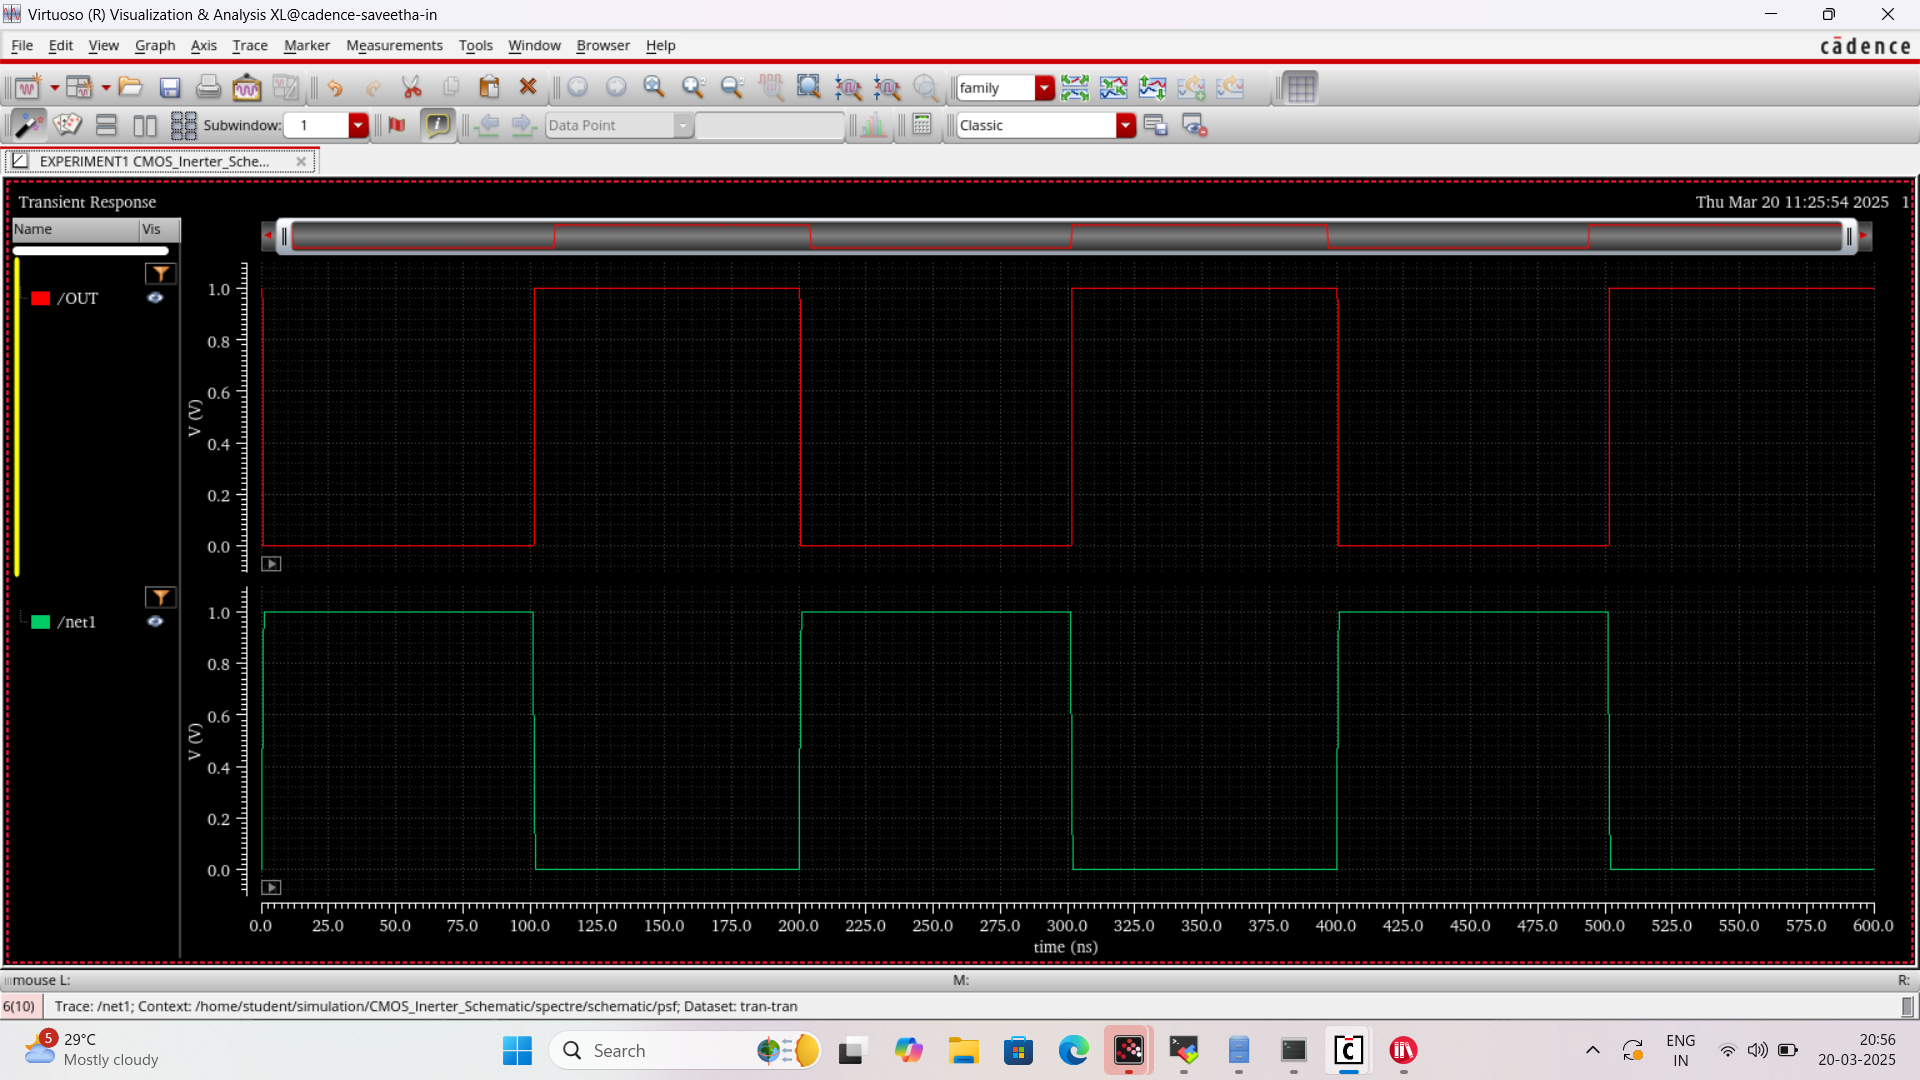 Virtuoso (R) Visualization & Analysis XL@cadence-saveetha-in
File Edit View Graph Axis Trace Marker Measurements Tools Window Browser Help
cādence
family
Subwindow: 1
Data Point
Classic
EXPERIMENT1 CMOS_Inerter_Sche...
Transient Response
Thu Mar 20 11:25:54 2025 1
Name Vis
/OUT
1.0
0.8
0.6
0.4
0.2
0.0
V (V)
/net1
1.0
0.8
0.6
0.4
0.2
0.0
V (V)
0.0 25.0 50.0 75.0 100.0 125.0 150.0 175.0 200.0 225.0 250.0 275.0 300.0 325.0 350.0 375.0 400.0 425.0 450.0 475.0 500.0 525.0 550.0 575.0 600.0
time (ns)
mouse L: M: R:
6(10) Trace: /net1; Context: /home/student/simulation/CMOS_Inerter_Schematic/spectre/schematic/psf; Dataset: tran-tran
5
29°C
Mostly cloudy
Search
ENG
IN
20:56
20-03-2025